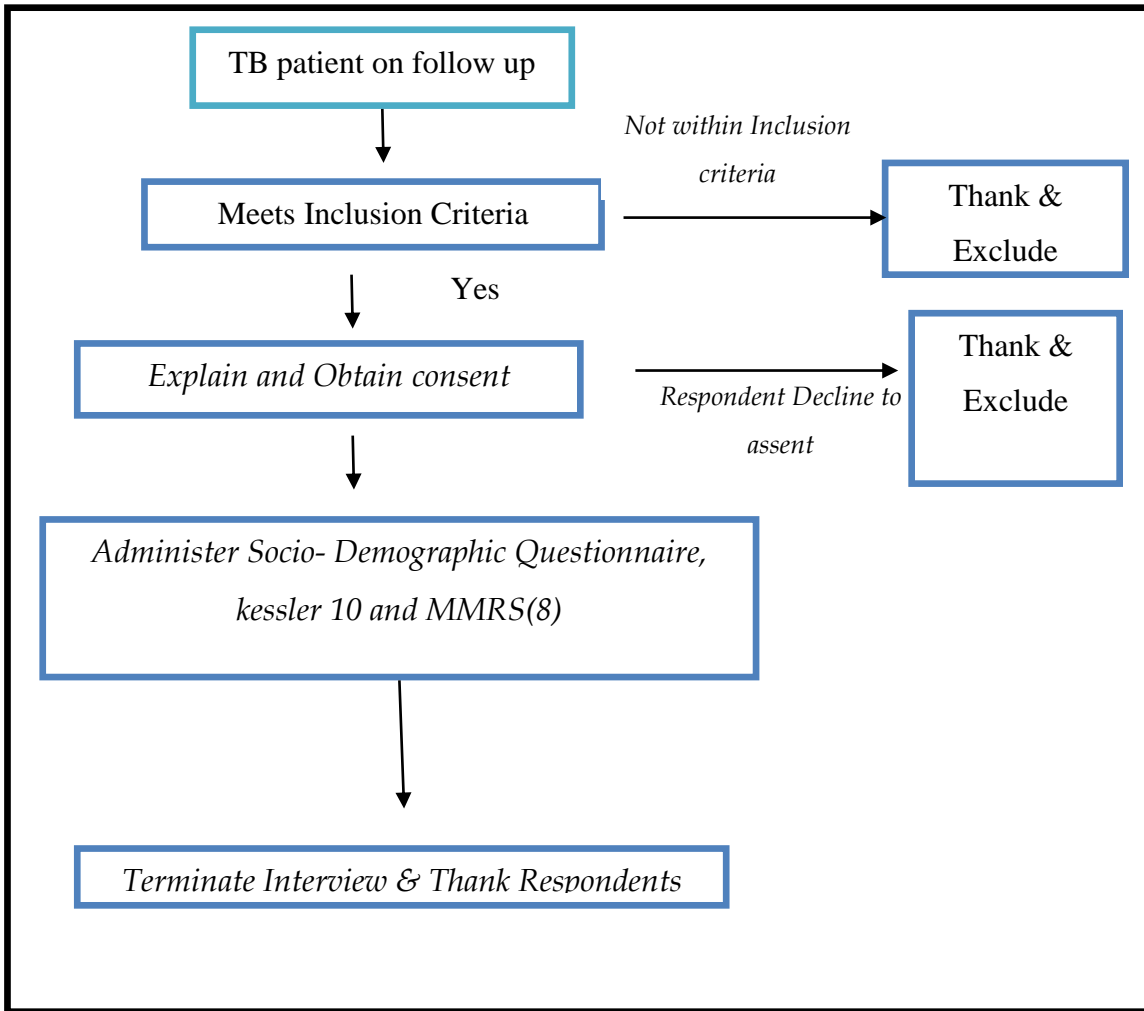 TB patient on follow up
Not within Inclusion
criteria
Meets Inclusion Criteria
Thank &
Exclude
Yes
Explain and Obtain consent
Respondent Decline to
assent
Thank &
Exclude
Administer Socio- Demographic Questionnaire,
kessler 10 and MMRS(8)
Terminate Interview & Thank Respondents